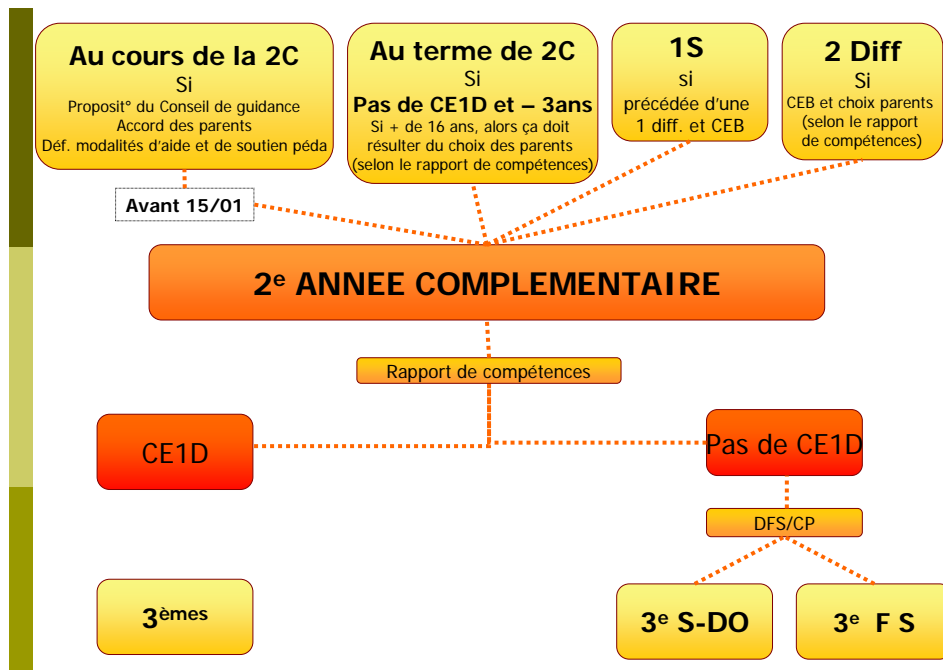 Au cours de la 2C
Si
Proposit° du Conseil de guidance
Accord des parents
Déf. modalités d'aide et de soutien péda
Au terme de 2C
Si
Pas de CE1D et – 3ans
Si + de 16 ans, alors ça doit
résulter du choix des parents
(selon le rapport de compétences)
1S
si
précédée d'une
1 diff. et CEB
2 Diff
Si
CEB et choix parents
(selon le rapport
de compétences)
Avant 15/01
2e ANNEE COMPLEMENTAIRE
Rapport de compétences
CE1D
Pas de CE1D
DFS/CP
3èmes
3e S-DO
3e F S